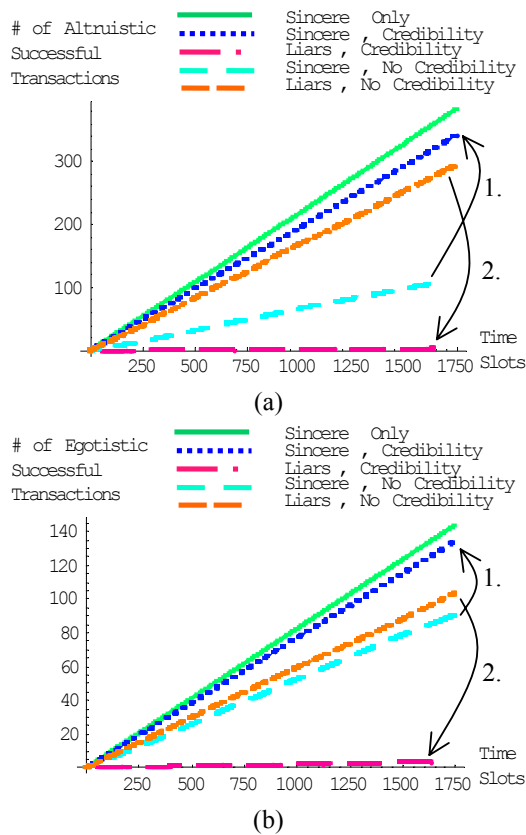 # of Altruistic
Successful
Transactions
Sincere Only
Sincere , Credibility
Liars , Credibility
Sincere , No Credibility
Liars , No Credibility
300
200
100
1.
2.
250 500 750 1000 1250 1500 1750
Time
Slots
(a)
# of Egotistic
Successful
Transactions
Sincere Only
Sincere , Credibility
Liars , Credibility
Sincere , No Credibility
Liars , No Credibility
140
120
100
80
60
40
20
1.
2.
250 500 750 1000 1250 1500 1750
Time
Slots
(b)